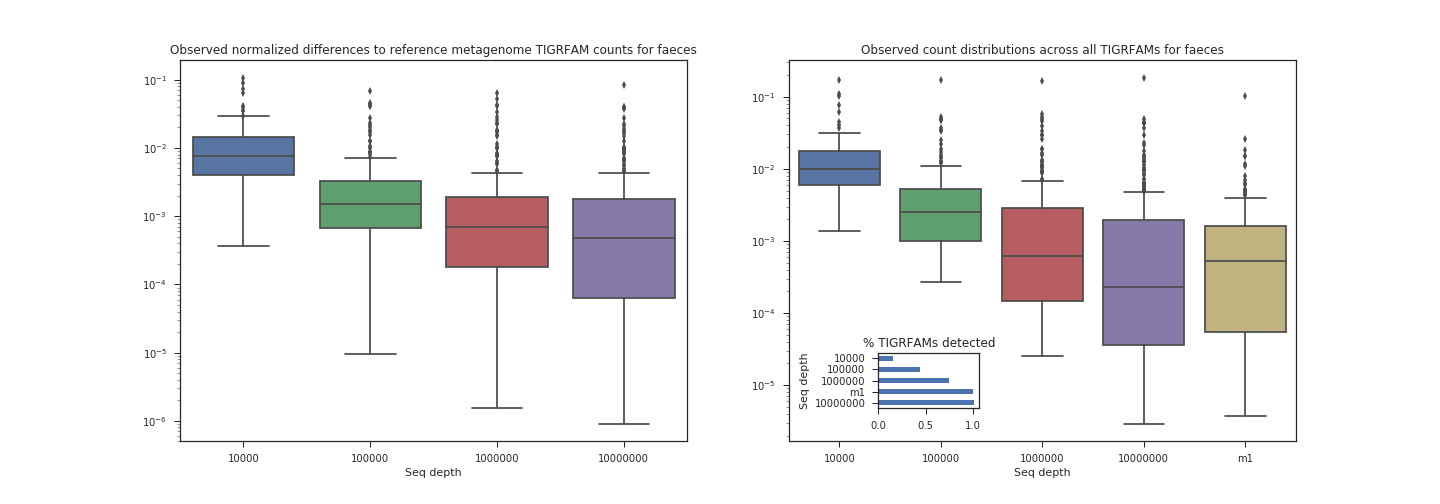 Observed normalized differences to reference metagenome TIGRFAM counts for faeces
10⁻¹
10⁻²
10⁻³
10⁻⁴
10⁻⁵
10⁻⁶
10000 100000 1000000 10000000
Seq depth
Observed count distributions across all TIGRFAMs for faeces
10⁻¹
10⁻²
10⁻³
10⁻⁴
10⁻⁵
% TIGRFAMs detected
Seq depth
10000
100000
1000000
m1
10000000
0.0 0.5 1.0
10000 100000 1000000 10000000 m1
Seq depth